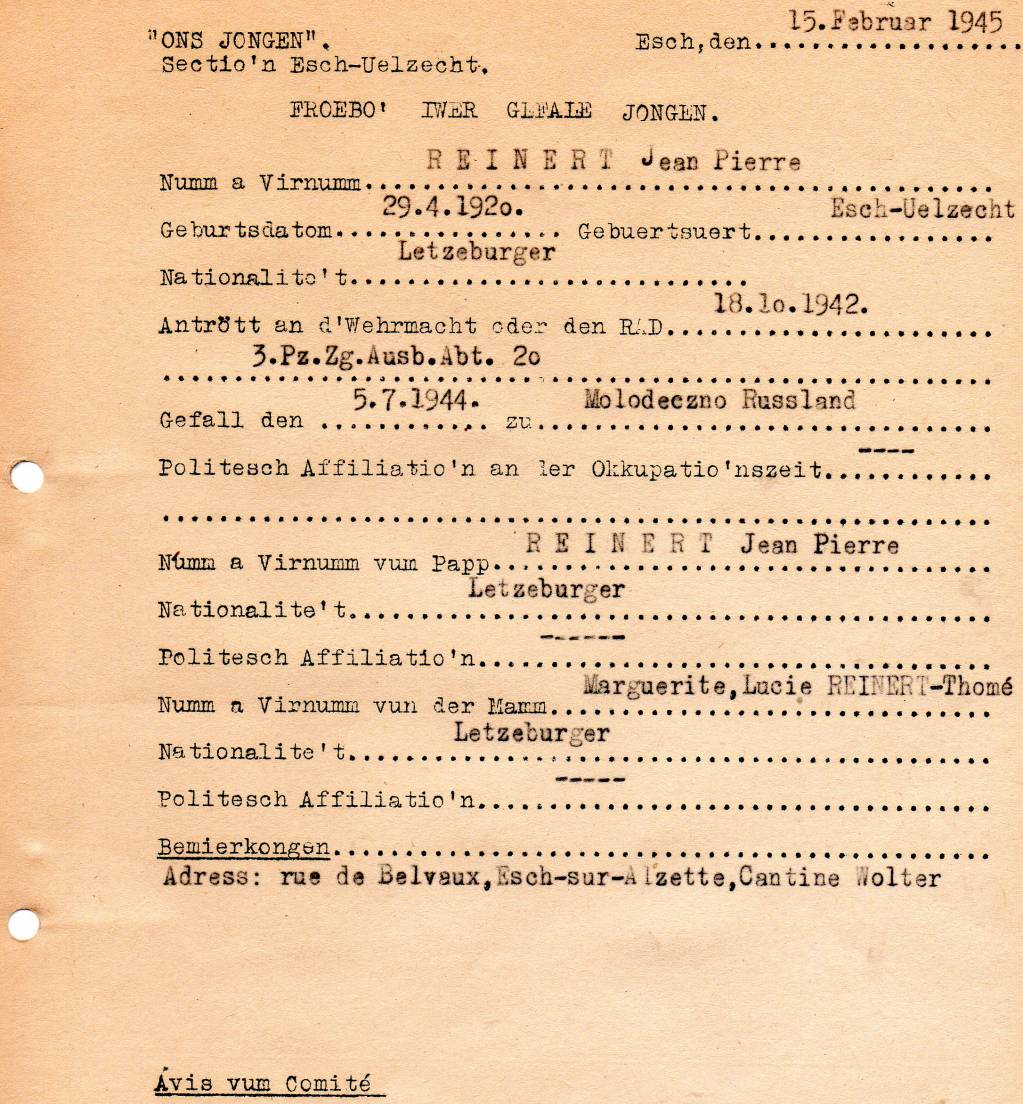 "ONS JONGEN". Esch,den.. 15.Februar 1945
Sectio'n Esch-Uelzecht.
FROEBO' IWER GEFALE JONGEN.
Numm a Virnumm.. R E I N E R T Jean Pierre
Geburtsdatom.. 29.4.192o. Gebuertsuert.. Esch-Uelzecht
Nationalite't.. Letzeburger
Antrött an d'Wehrmacht oder den RAD.. 18.1o.1942.
3.Pz.Zg.Ausb.Abt. 2o
Gefall den .. 5.7.1944. zu.. Molodeczno Russland
Politesch Affiliatio'n an der Okkupatio'nszeit.. ----
Numm a Virnumm vum Papp.. R E I N E R T Jean Pierre
Nationalite't.. Letzeburger
Politesch Affiliatio'n.. ------
Numm a Virnumm vun der Mamm.. Marguerite,Lucie REINERT-Thomé
Nationalite't.. Letzeburger
Politesch Affiliatio'n.. -----
Bemierkongen..
Adress: rue de Belvaux,Esch-sur-Alzette,Cantine Wolter
Avis vum Comité